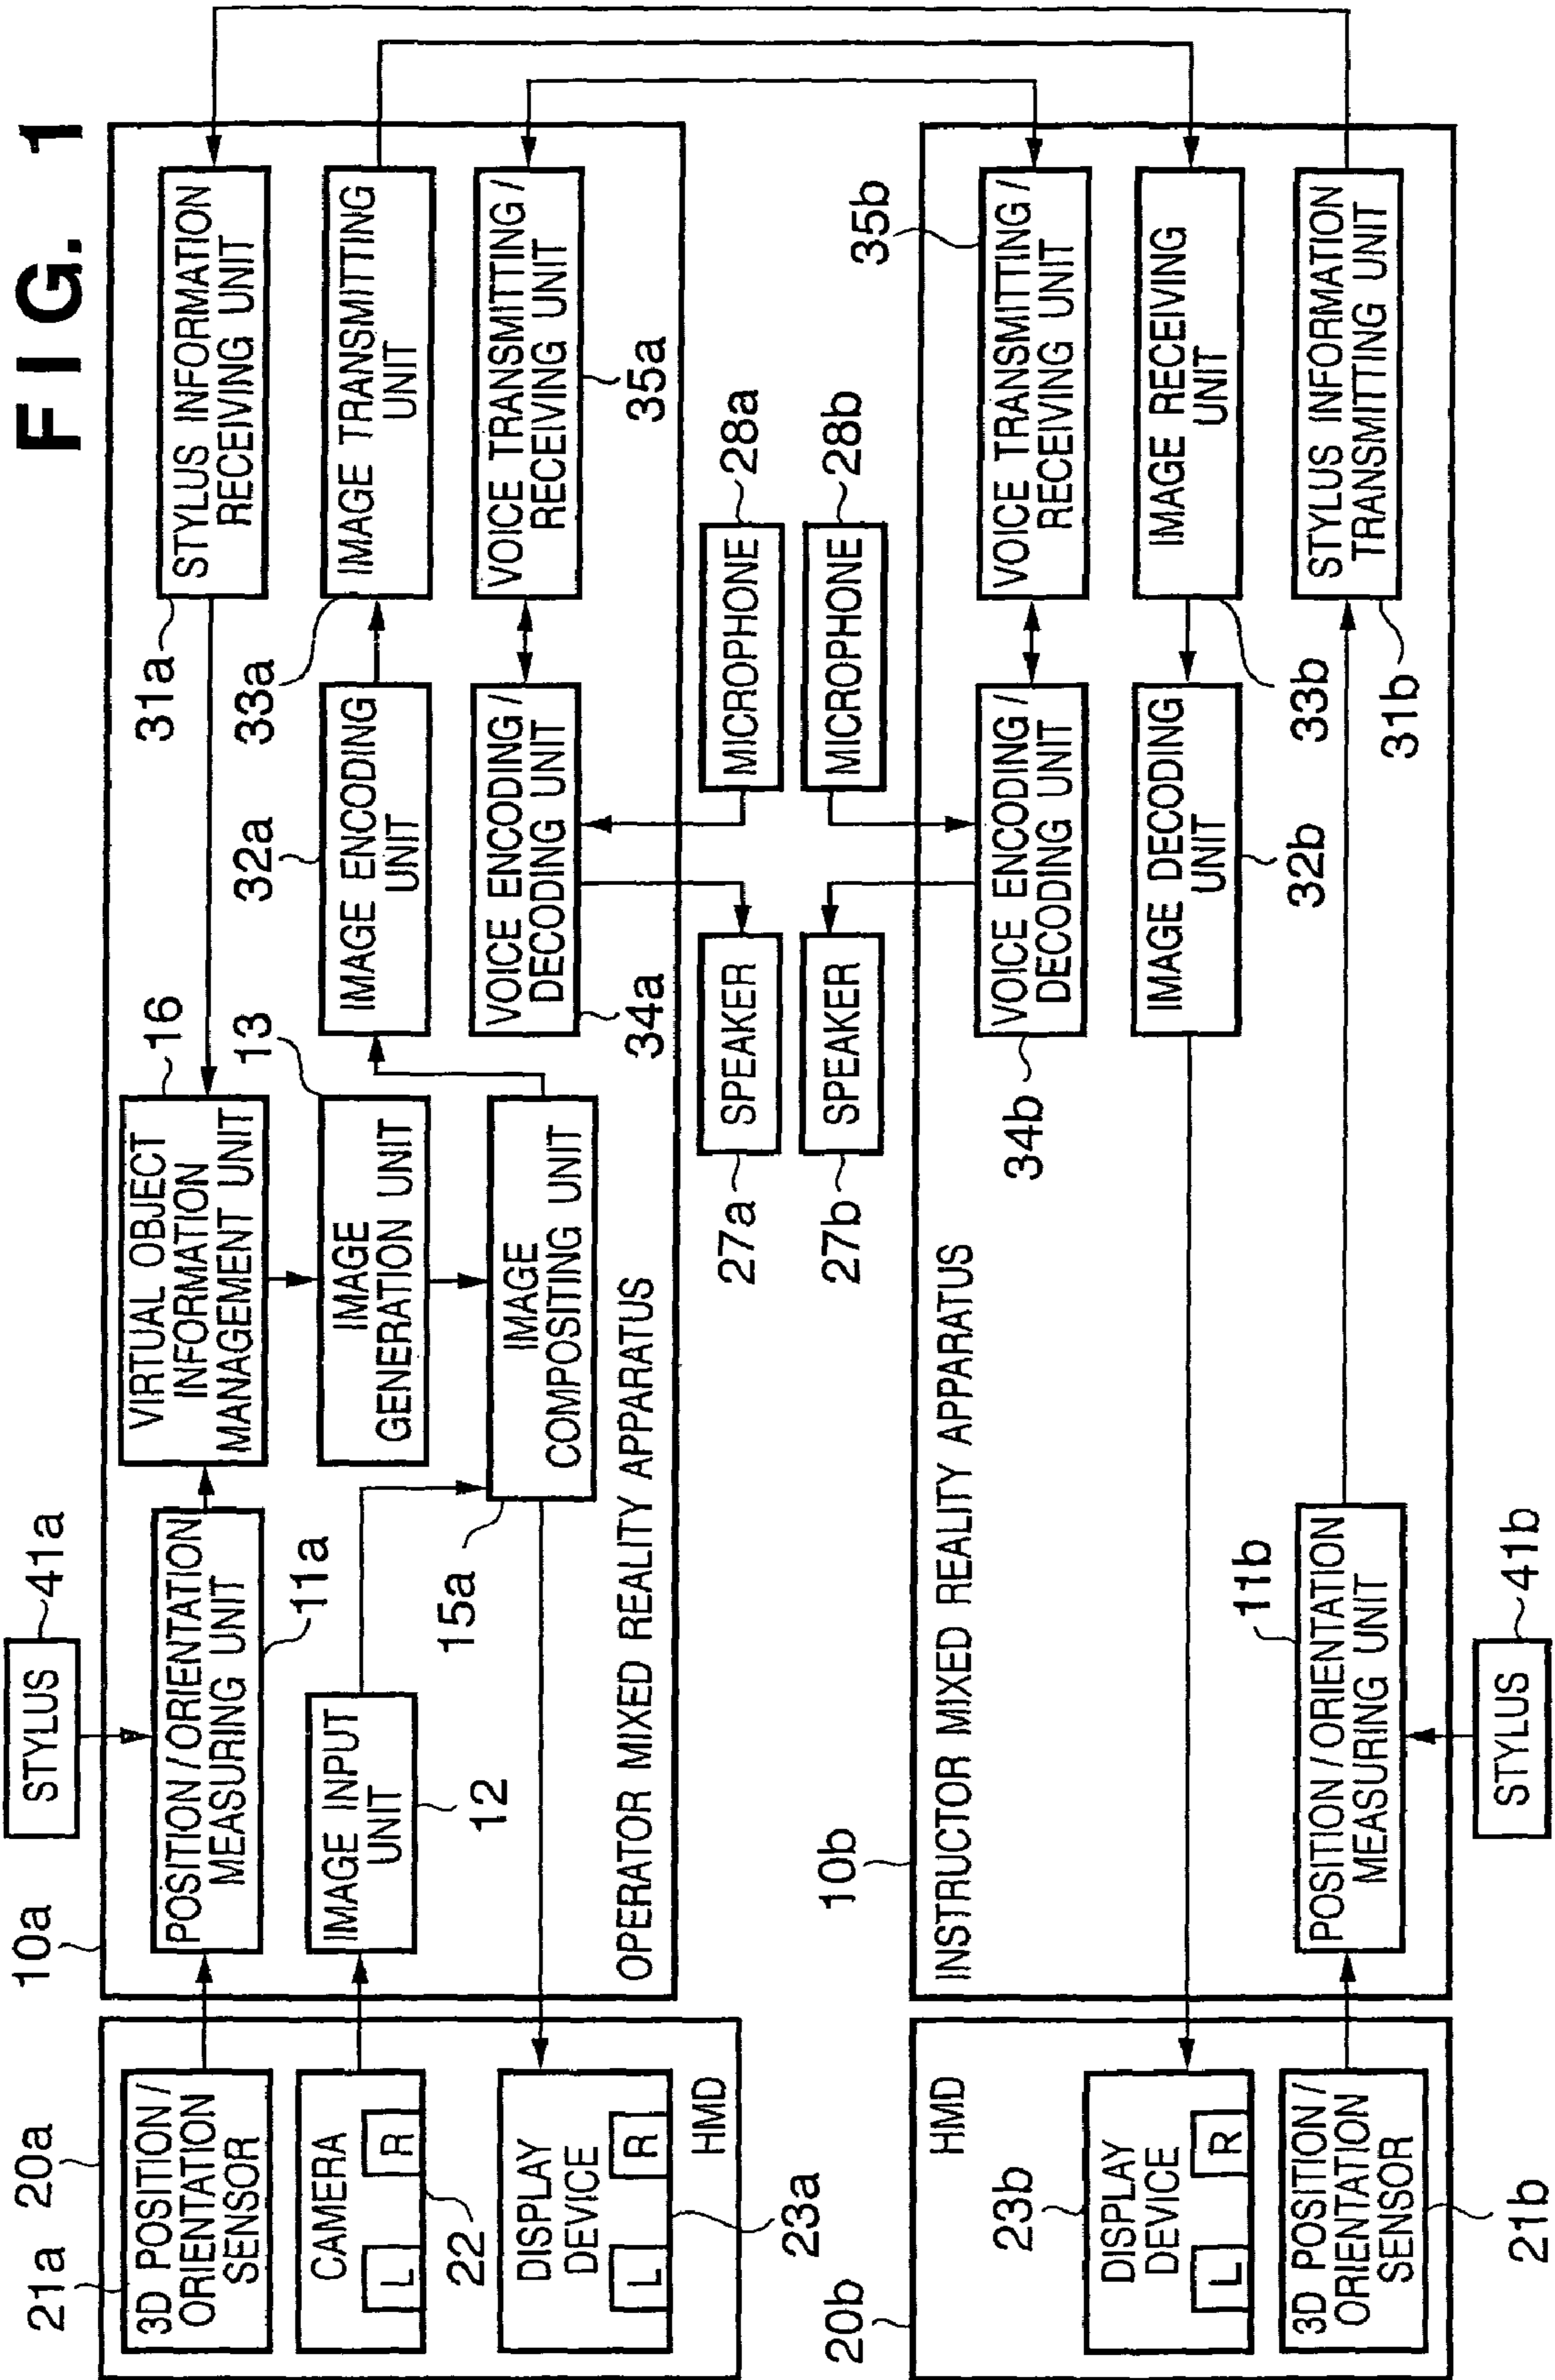 FIG. 1
21a
20a
10a
STYLUS
41a
3D POSITION /
ORIENTATION
SENSOR
POSITION / ORIENTATION
MEASURING UNIT
11a
VIRTUAL OBJECT
INFORMATION
MANAGEMENT UNIT
16
31a
STYLUS INFORMATION
RECEIVING UNIT
CAMERA
L
R
22
IMAGE INPUT
UNIT
12
IMAGE
GENERATION UNIT
13
32a
IMAGE ENCODING
UNIT
33a
IMAGE TRANSMITTING
UNIT
DISPLAY
DEVICE
L
R
23a
HMD
15a
IMAGE
COMPOSITING UNIT
VOICE ENCODING /
DECODING UNIT
34a
VOICE TRANSMITTING /
RECEIVING UNIT
35a
OPERATOR MIXED REALITY APPARATUS
27a
SPEAKER
MICROPHONE
28a
27b
SPEAKER
MICROPHONE
28b
20b
HMD
10b
INSTRUCTOR MIXED REALITY APPARATUS
34b
VOICE ENCODING /
DECODING UNIT
35b
VOICE TRANSMITTING /
RECEIVING UNIT
23b
DISPLAY
DEVICE
L
R
IMAGE DECODING
UNIT
32b
IMAGE RECEIVING
UNIT
33b
3D POSITION /
ORIENTATION
SENSOR
21b
11b
POSITION / ORIENTATION
MEASURING UNIT
STYLUS INFORMATION
TRANSMITTING UNIT
31b
STYLUS
41b